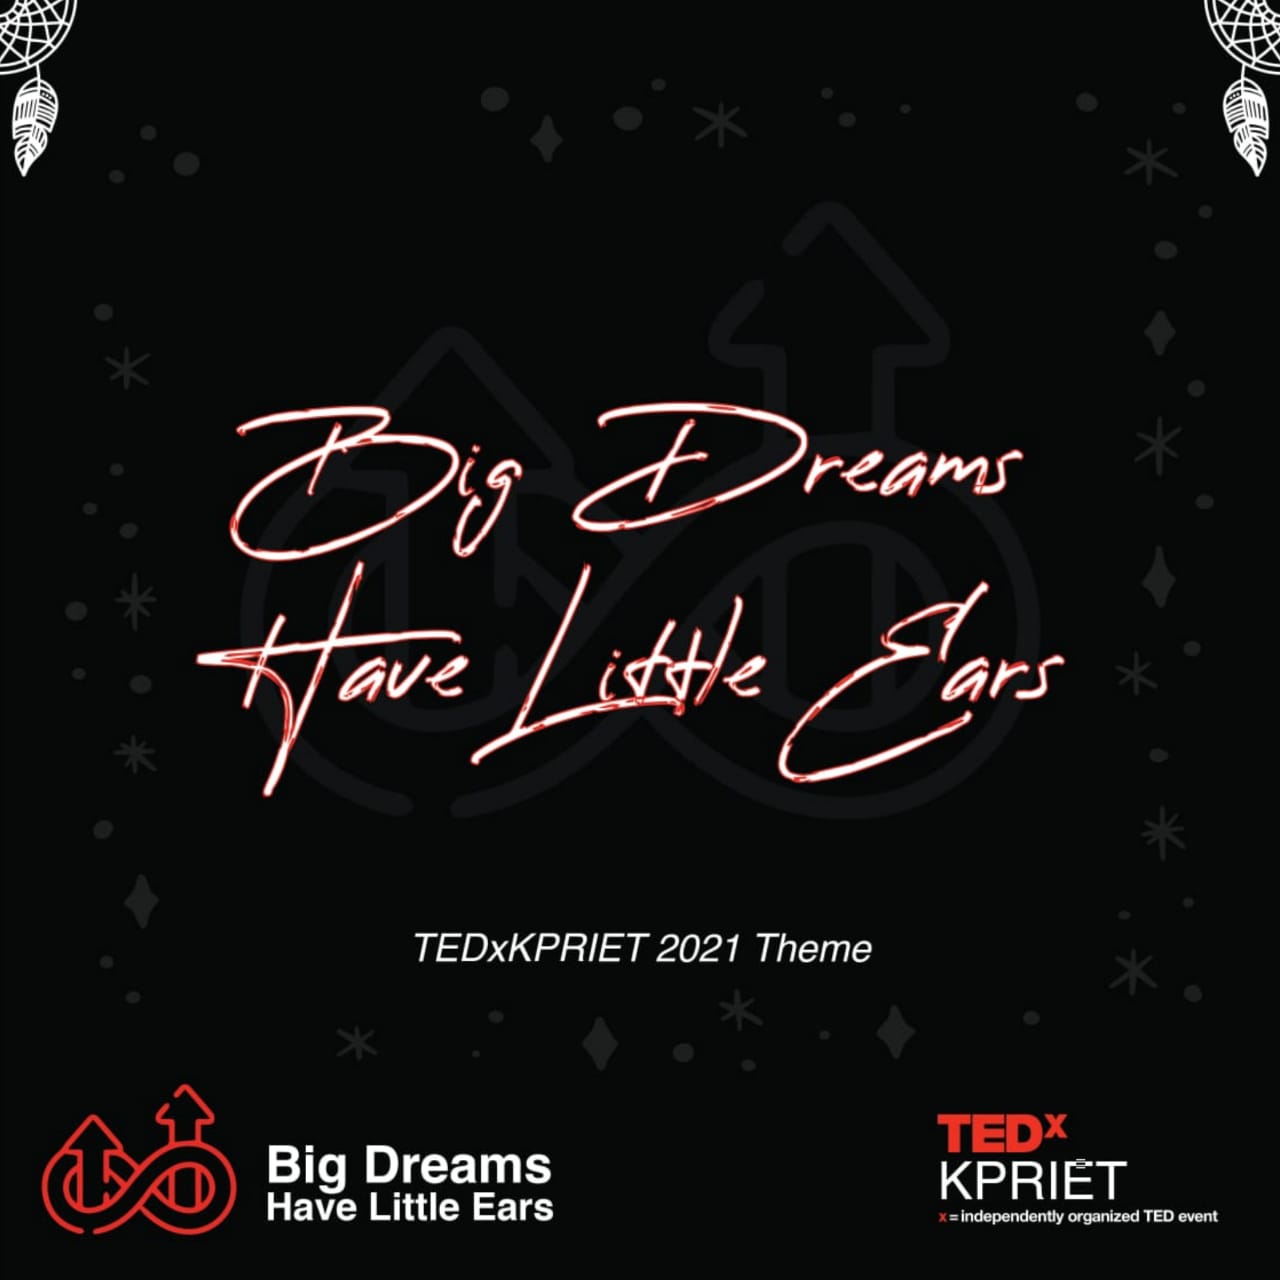 Big Dreams
Have Little Ears
TEDxKPRIET 2021 Theme
Big Dreams
Have Little Ears
TEDx
KPRIET
x = independently organized TED event